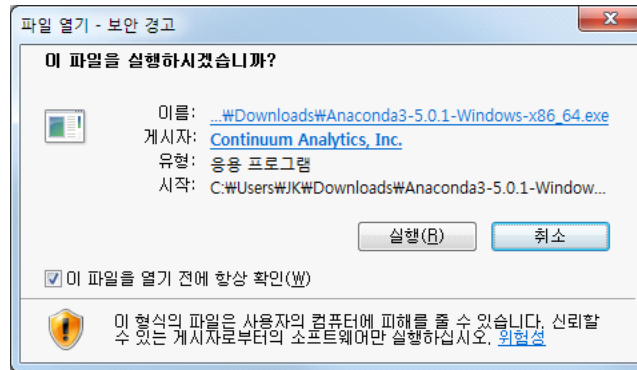 파일 열기 - 보안 경고
이 파일을 실행하시겠습니까?
이름: ...₩Downloads₩Anaconda3-5.0.1-Windows-x86_64.exe
게시자: Continuum Analytics, Inc.
유형: 응용 프로그램
시작: C:₩Users₩JK₩Downloads₩Anaconda3-5.0.1-Window...
실행(R) 취소
이 파일을 열기 전에 항상 확인(W)
이 형식의 파일은 사용자의 컴퓨터에 피해를 줄 수 있습니다. 신뢰할
수 있는 게시자로부터의 소프트웨어만 실행하십시오. 위험성